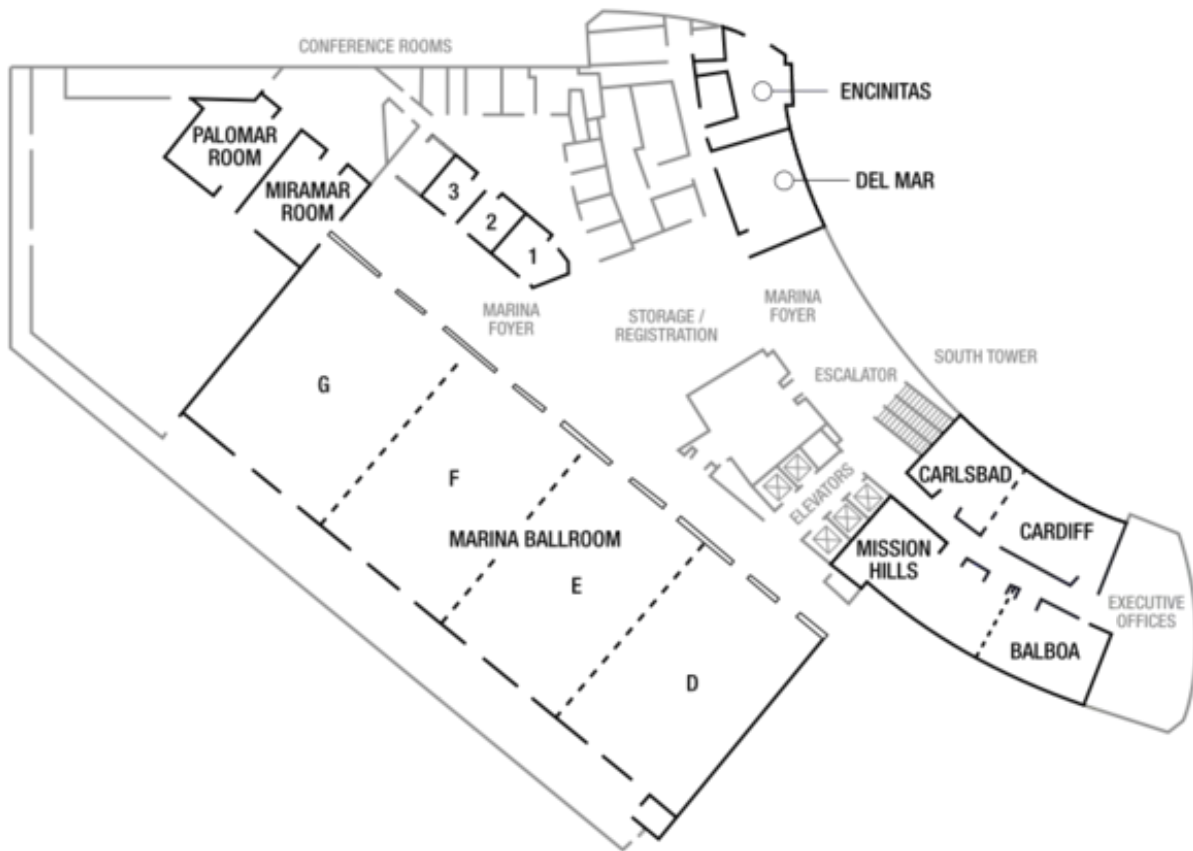 CONFERENCE ROOMS
ENCINITAS
PALOMAR
ROOM
DEL MAR
MIRAMAR
ROOM
3
2
1
MARINA
FOYER
STORAGE /
REGISTRATION
MARINA
FOYER
SOUTH TOWER
ESCALATOR
G
F
MARINA BALLROOM
E
D
ELEVATORS
CARLSBAD
CARDIFF
MISSION
HILLS
EXECUTIVE
OFFICES
BALBOA